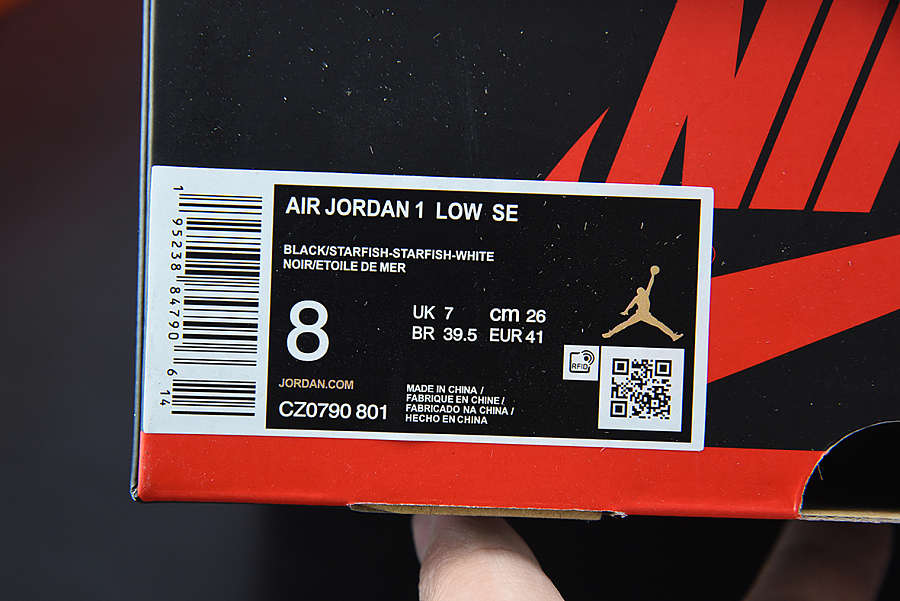 NIKE
AIR JORDAN 1 LOW SE
BLACK/STARFISH-STARFISH-WHITE
NOIR/ETOILE DE MER
8
UK 7 cm 26
BR 39.5 EUR 41
RFID
JORDAN.COM
CZ0790 801
MADE IN CHINA /
FABRIQUE EN CHINE /
FABRICADO NA CHINA /
HECHO EN CHINA
1 95238 84790 6 14